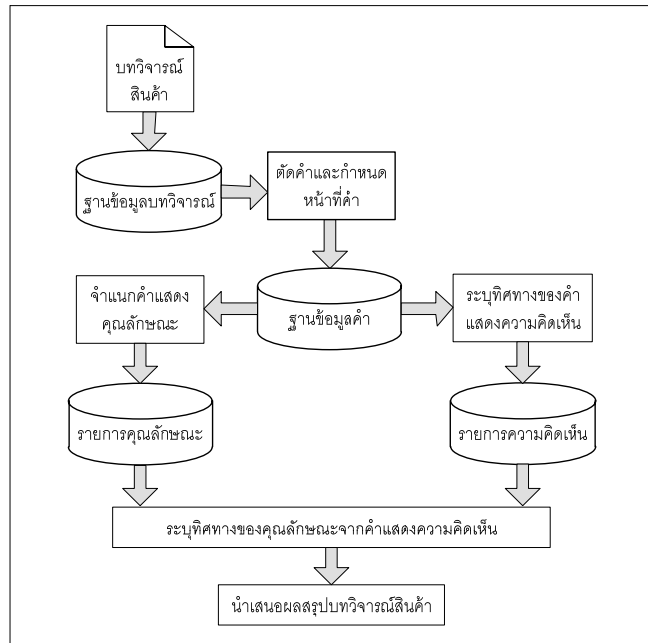 บทวิจารณ์
สินค้า
ฐานข้อมูลบทวิจารณ์
ตัดคำและกำหนด
หน้าที่คำ
จำแนกคำแสดง
คุณลักษณะ
ฐานข้อมูลคำ
ระบุทิศทางของคำ
แสดงความคิดเห็น
รายการคุณลักษณะ
รายการความคิดเห็น
ระบุทิศทางของคุณลักษณะจากคำแสดงความคิดเห็น
นำเสนอผลสรุปบทวิจารณ์สินค้า